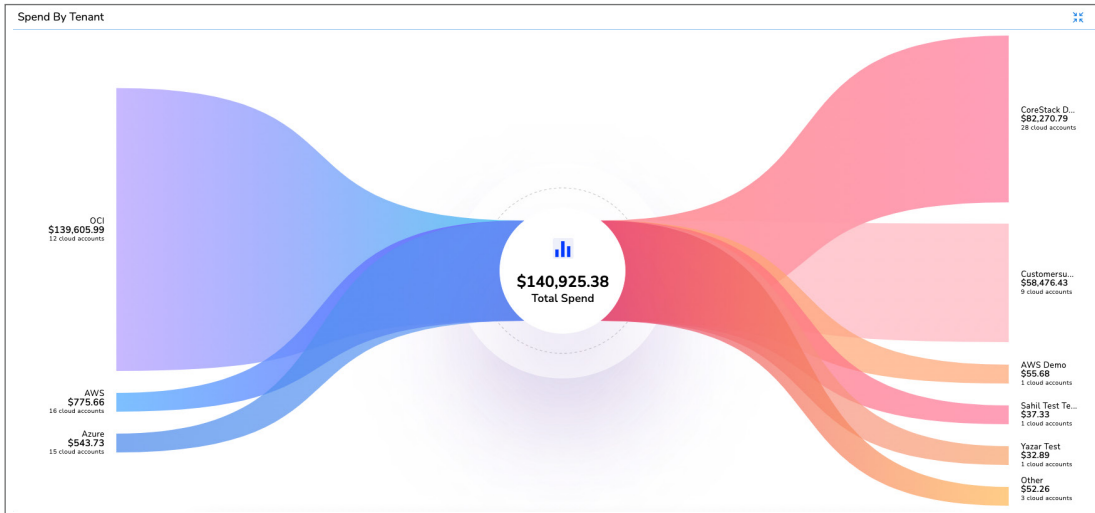 Spend By Tenant
OCI
$139,605.99
12 cloud accounts
AWS
$775.66
16 cloud accounts
Azure
$543.73
15 cloud accounts
$140,925.38
Total Spend
CoreStack D...
$82,270.79
28 cloud accounts
Customersu...
$58,476.43
9 cloud accounts
AWS Demo
$55.68
1 cloud accounts
Sahil Test Te...
$37.33
1 cloud accounts
Yazar Test
$32.89
1 cloud accounts
Other
$52.26
3 cloud accounts